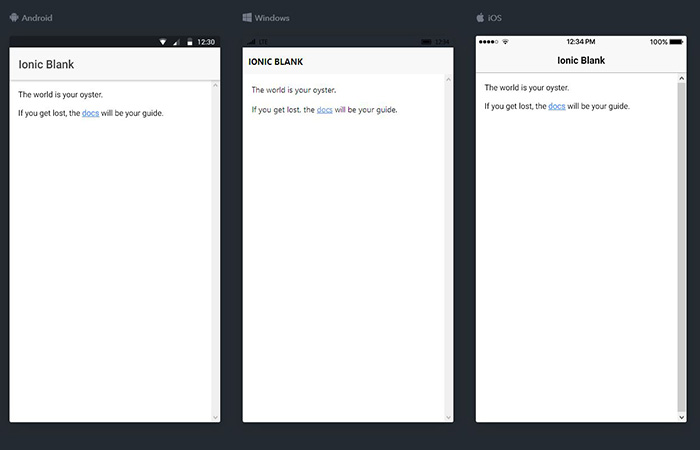 Android
12:30
Ionic Blank
The world is your oyster.
If you get lost, the docs will be your guide.
Windows
LTE
12:34
IONIC BLANK
The world is your oyster.
If you get lost, the docs will be your guide.
iOS
12:34 PM
100%
Ionic Blank
The world is your oyster.
If you get lost, the docs will be your guide.